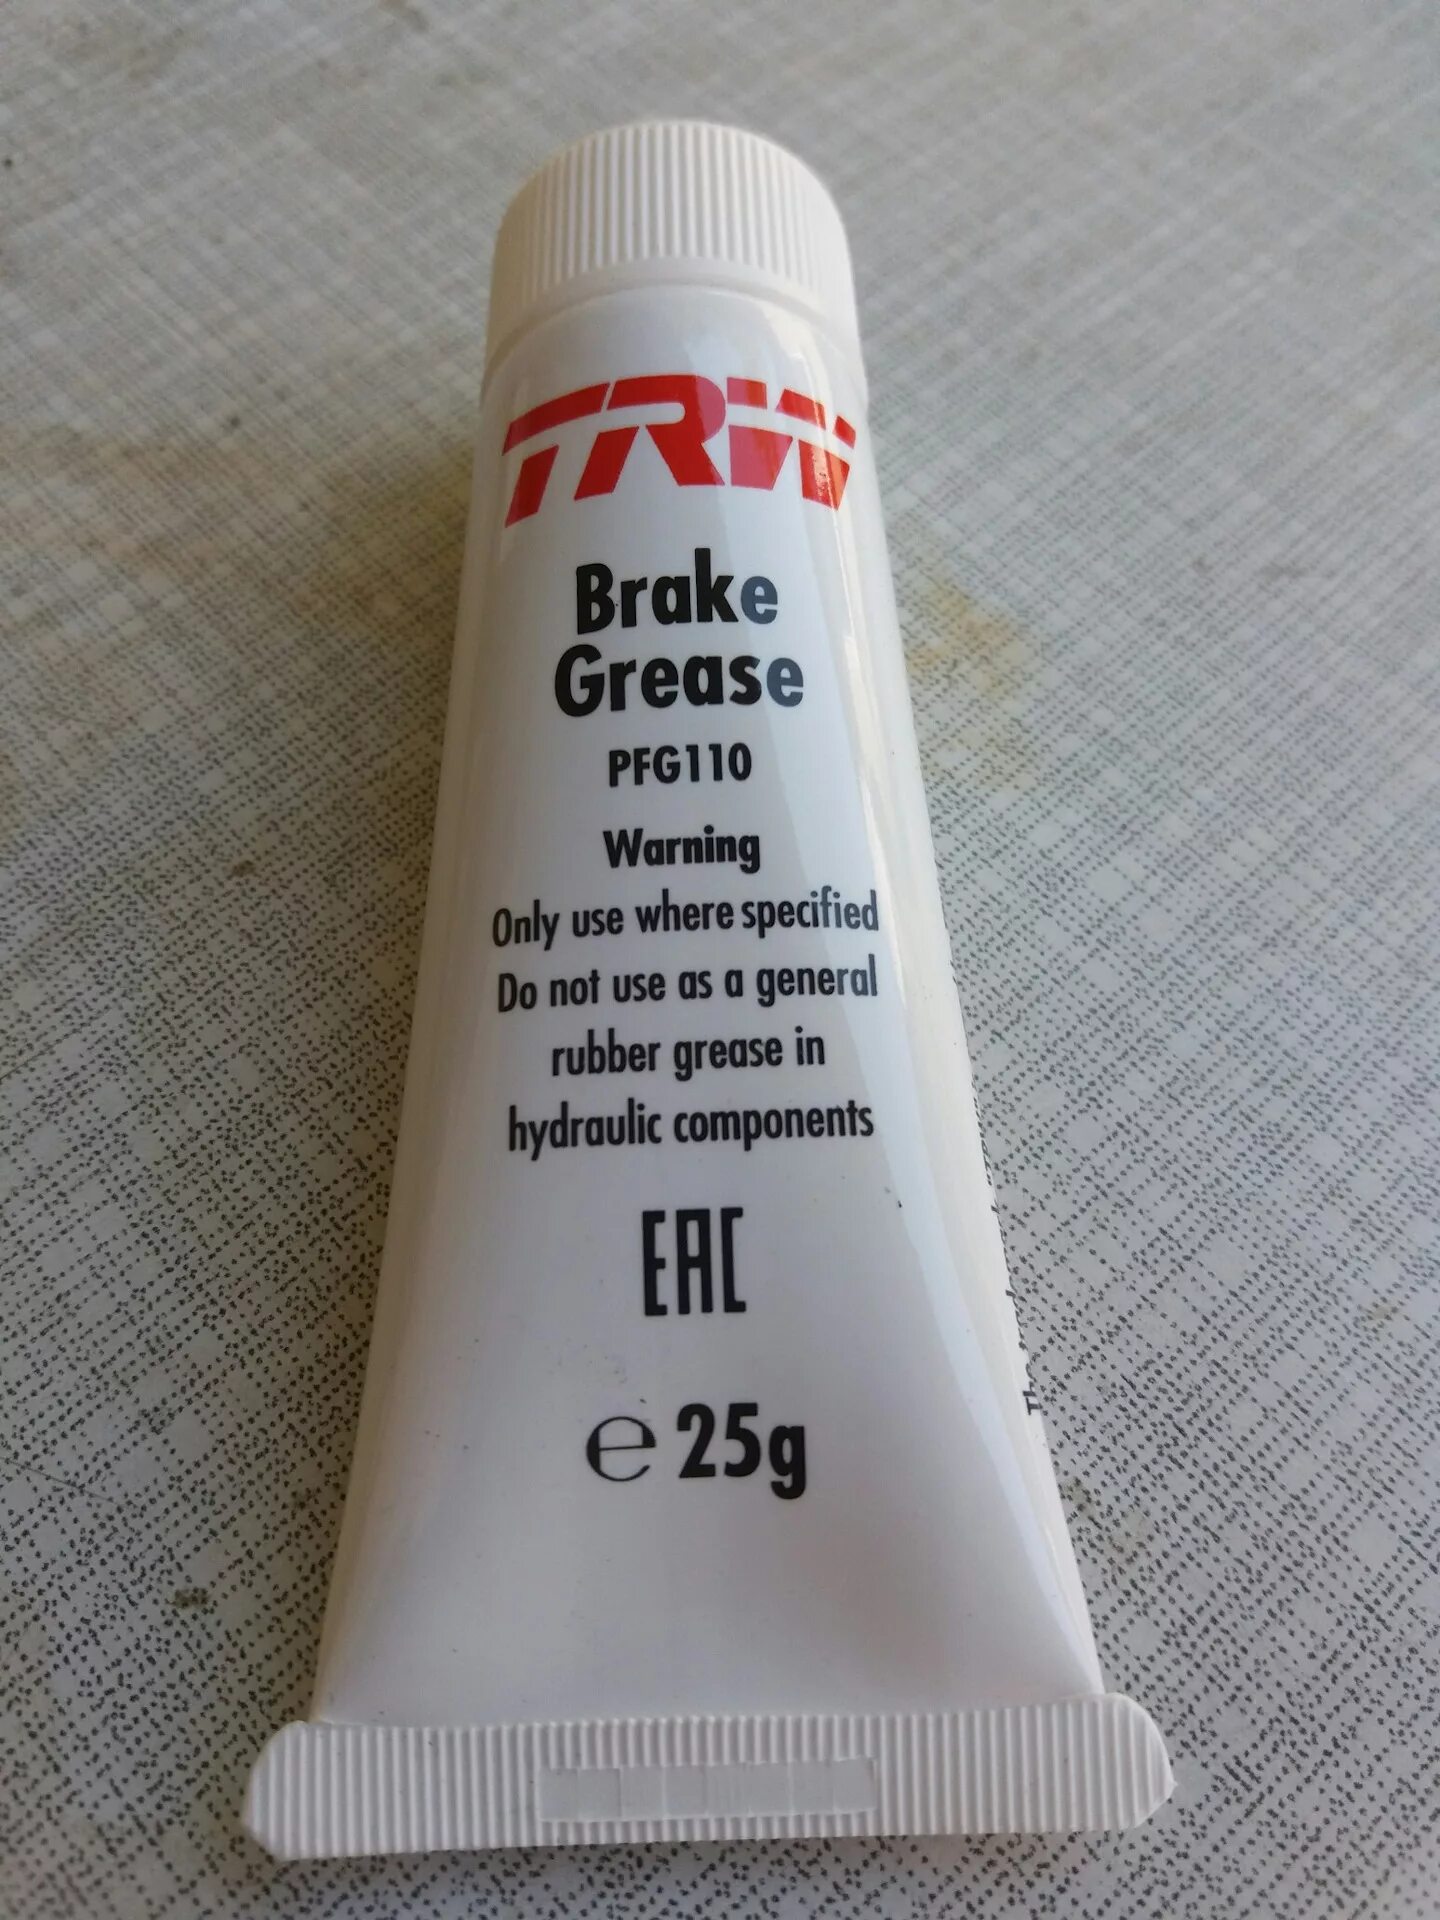 TRW
Brake
Grease
PFG110
Warning
Only use where specified
Do not use as a general
rubber grease in
hydraulic components
EAC
e 25g